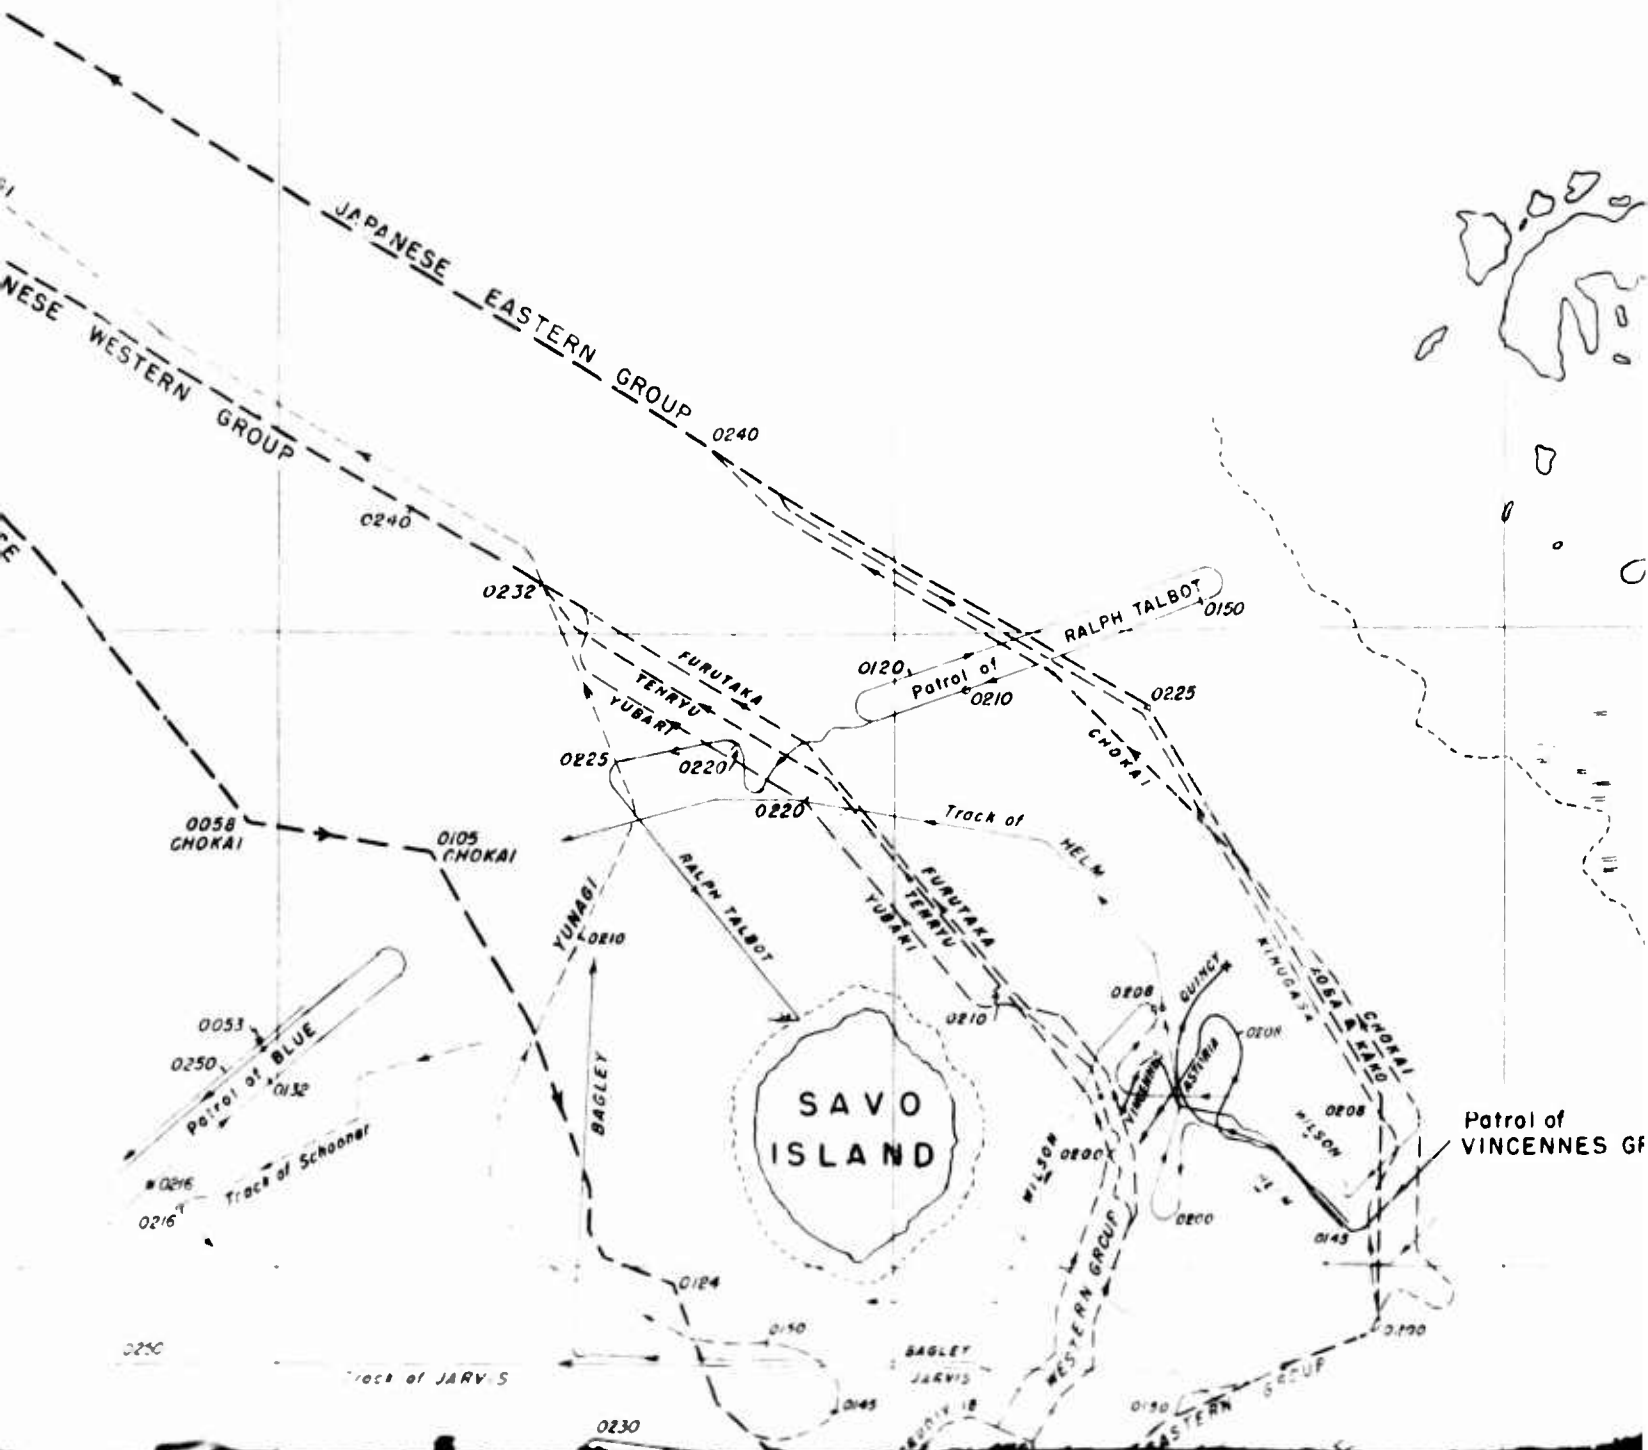 JAPANESE EASTERN GROUP
NESE WESTERN GROUP
0240
0240
0232
RALPH TALBOT
0150
0120
Patrol of
0210
0225
FURUTAKA
TENRYU
YUBARI
CHOKAI
0225
0220
0220
Track of
HELM
0058
CHOKAI
0105
CHOKAI
RALPH TALBOT
FURUTAKA
TENRYU
YUBARI
YUNAGI
0210
KINUGASA
AOBA & KAKO
CHOKAI
QUINCY
0208
0208
0210
0053
0250
Patrol of BLUE
0132
BAGLEY
VINCENNES
ASTORIA
SAVO
ISLAND
WILSON
0200
WILSON
0208
Patrol of
VINCENNES GR
0216
0216
Track of Schooner
0200
0145
WESTERN GROUP
0124
0150
0200
0250
Track of JARVIS
BAGLEY
JARVIS
0145
0150
EASTERN GROUP
0230